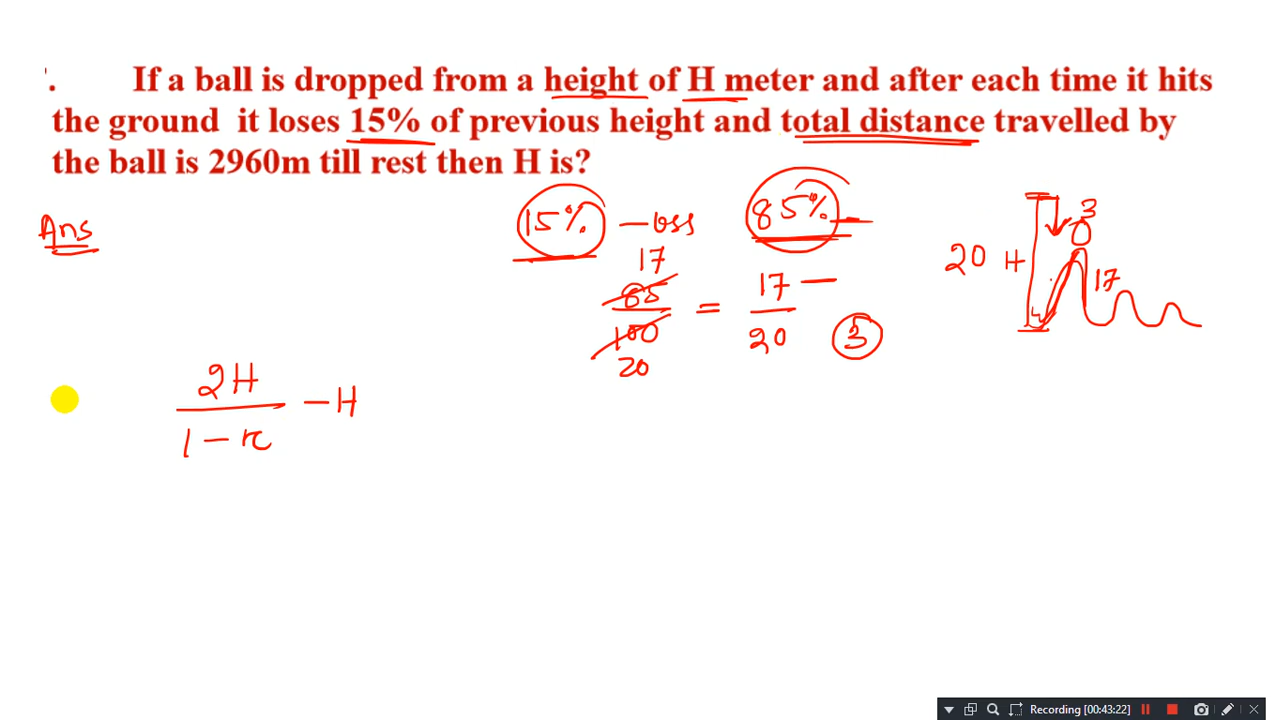 . If a ball is dropped from a height of H meter and after each time it hits
the ground it loses 15% of previous height and total distance travelled by
the ball is 2960m till rest then H is?
Ans
15% – loss 85% –
17
85/100 = 17/20 – 3
20
20 H 3
17
2H/1-r – H
Recording [00:43:22]